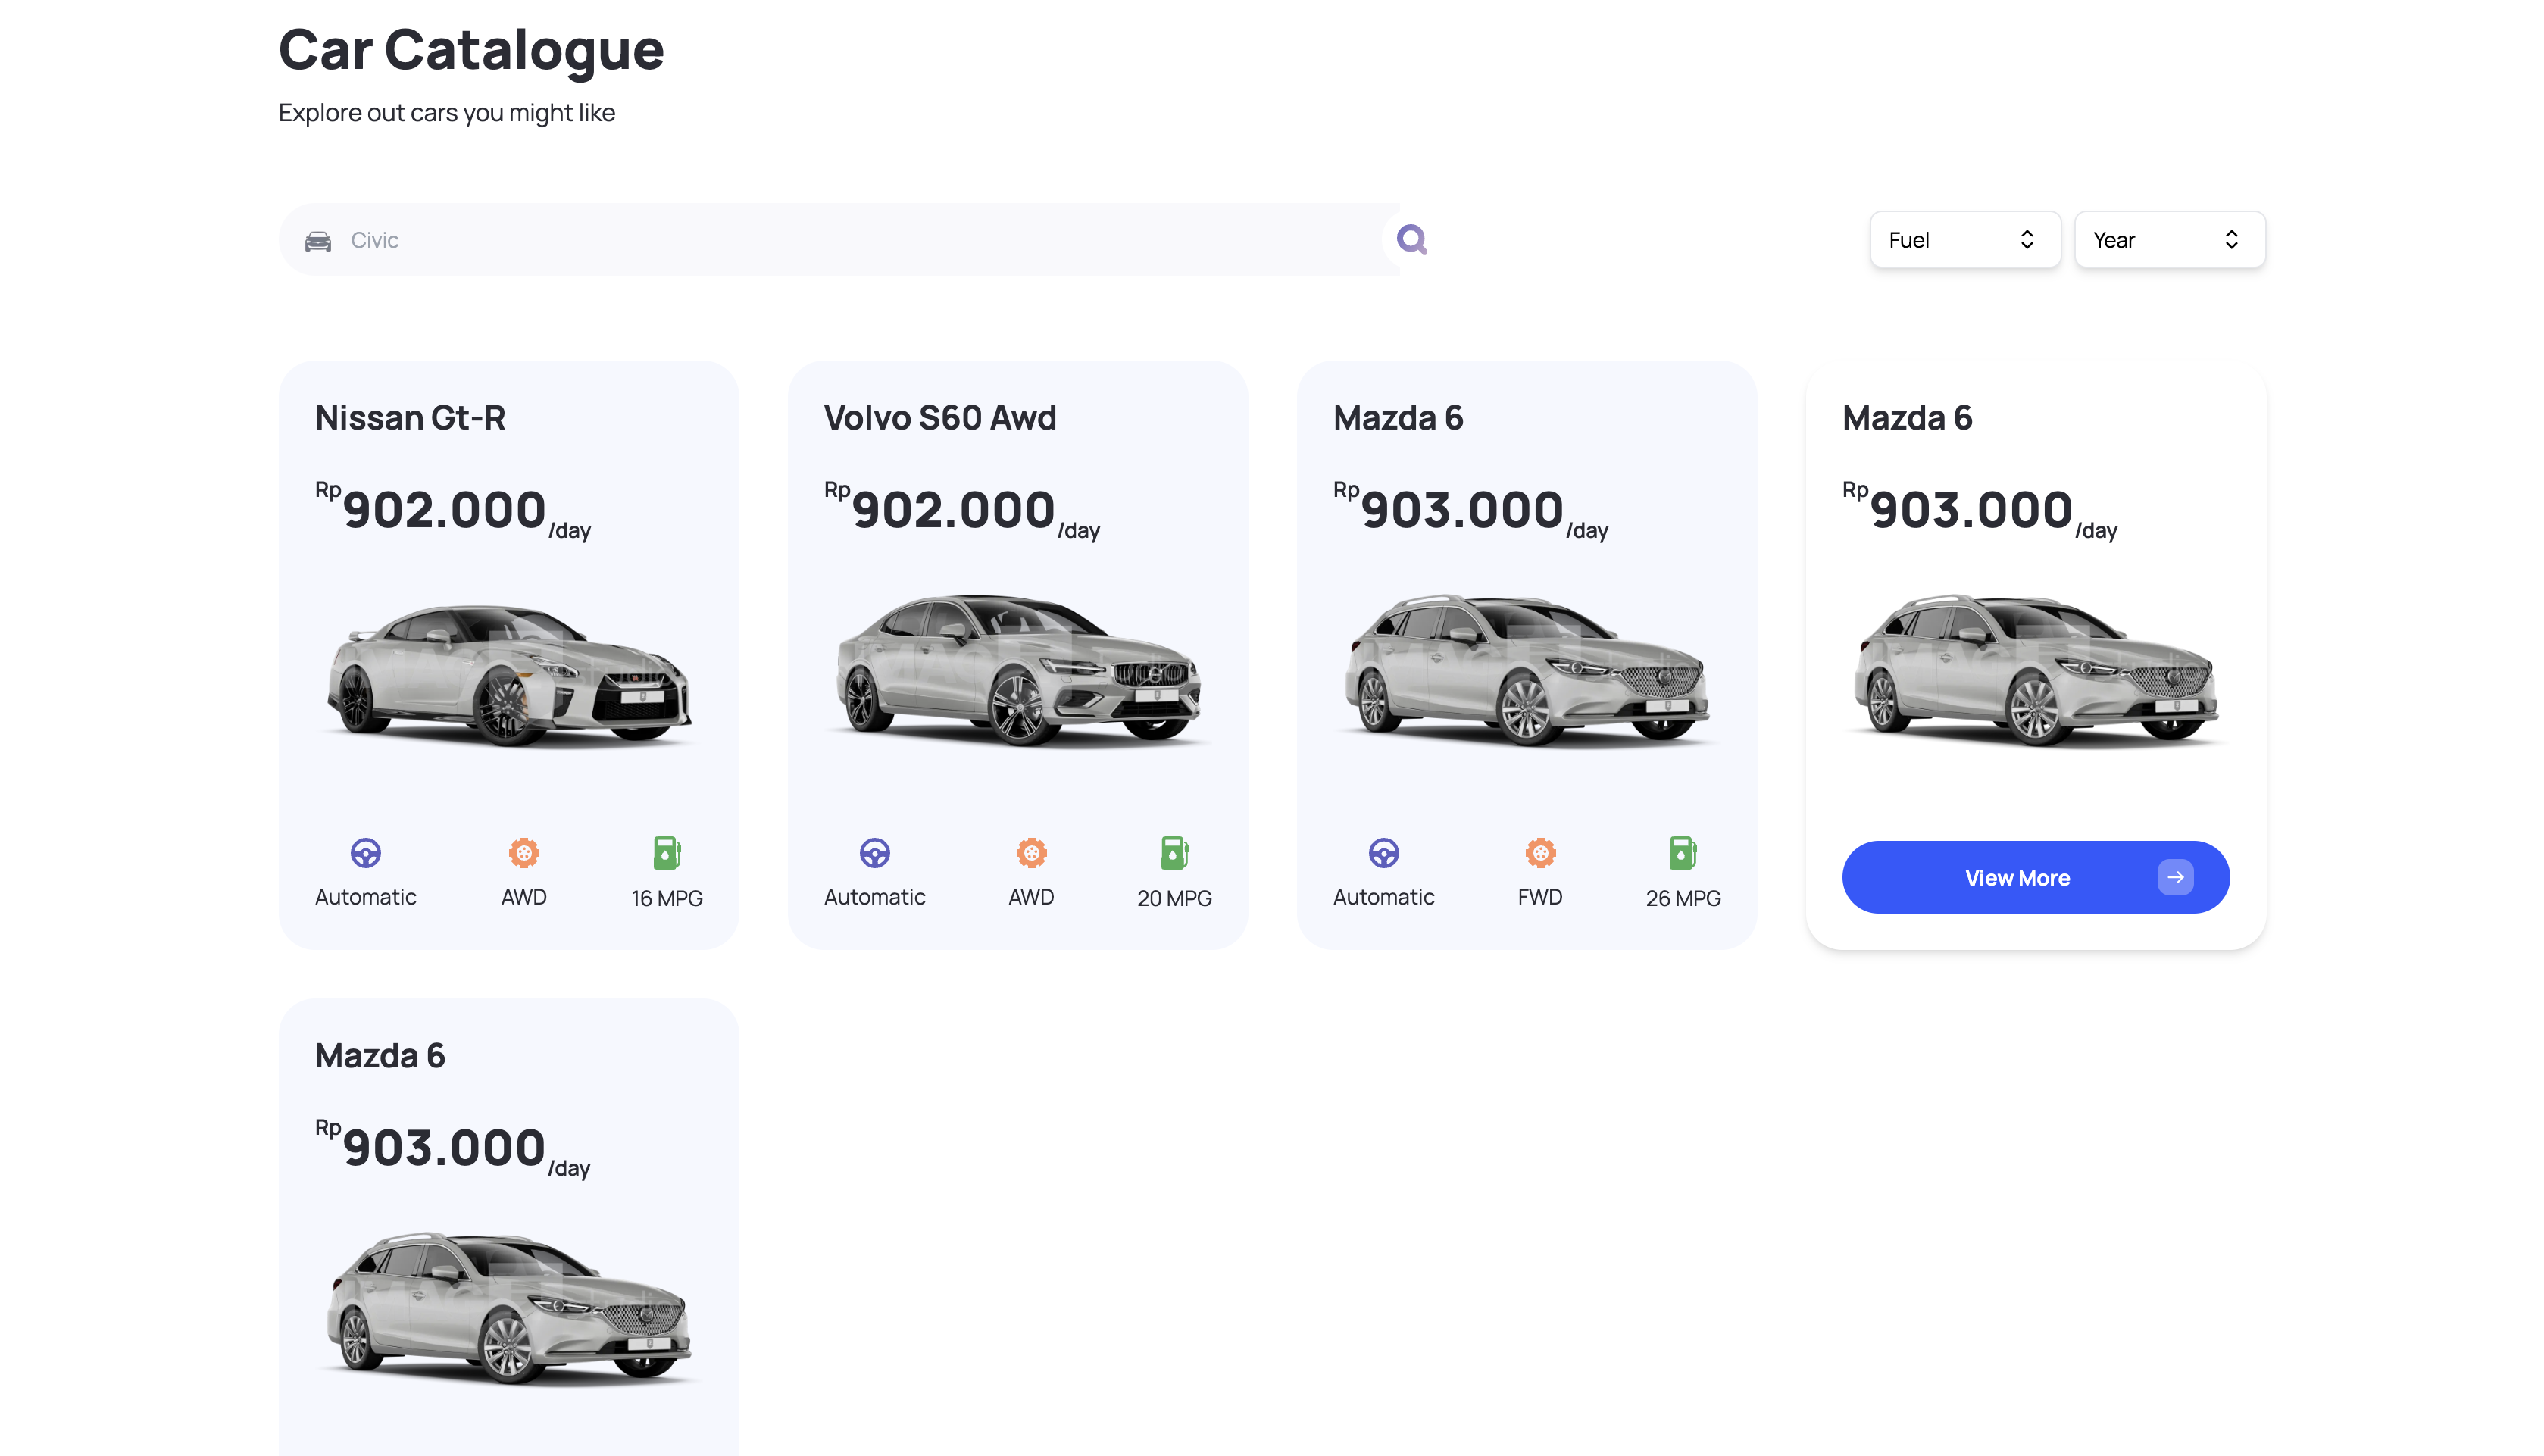 Car Catalogue
Explore out cars you might like
Civic
Fuel
Year
Nissan Gt-R
Rp902.000/day
Automatic
AWD
16 MPG
Volvo S60 Awd
Rp902.000/day
Automatic
AWD
20 MPG
Mazda 6
Rp903.000/day
Automatic
FWD
26 MPG
Mazda 6
Rp903.000/day
View More
Mazda 6
Rp903.000/day